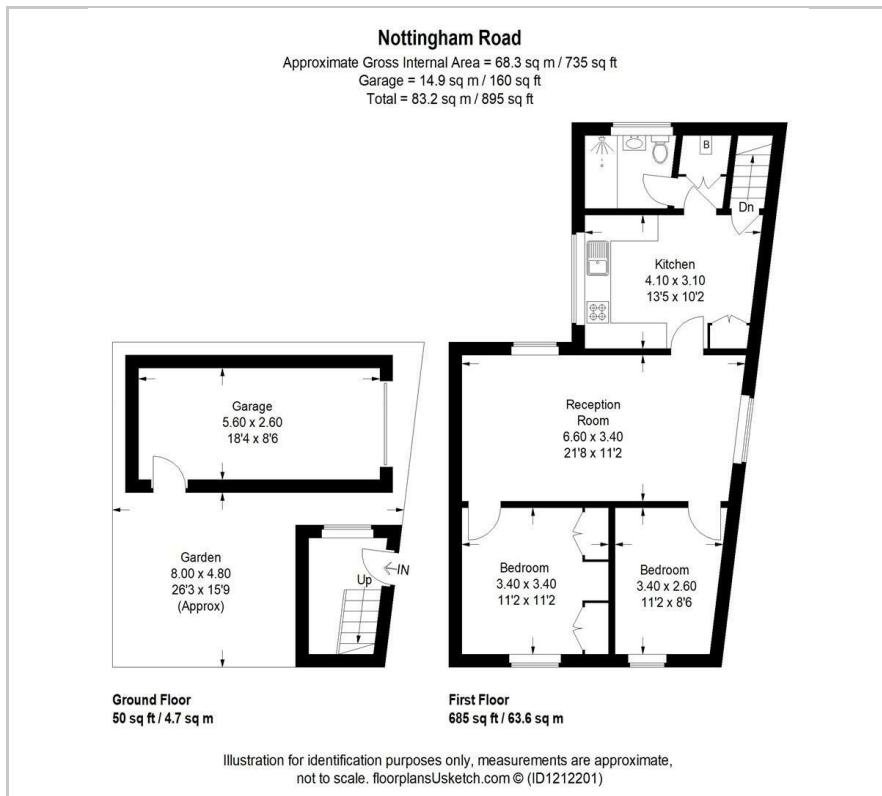 Nottingham Road
Approximate Gross Internal Area = 68.3 sq m / 735 sq ft
Garage = 14.9 sq m / 160 sq ft
Total = 83.2 sq m / 895 sq ft
B
Dn
Kitchen
4.10 x 3.10
13'5 x 10'2
Garage
5.60 x 2.60
18'4 x 8'6
Reception
Room
6.60 x 3.40
21'8 x 11'2
Garden
8.00 x 4.80
26'3 x 15'9
(Approx)
Up
IN
Bedroom
3.40 x 3.40
11'2 x 11'2
Bedroom
3.40 x 2.60
11'2 x 8'6
Ground Floor
50 sq ft / 4.7 sq m
First Floor
685 sq ft / 63.6 sq m
Illustration for identification purposes only, measurements are approximate,
not to scale. floorplansUsketch.com © (ID1212201)